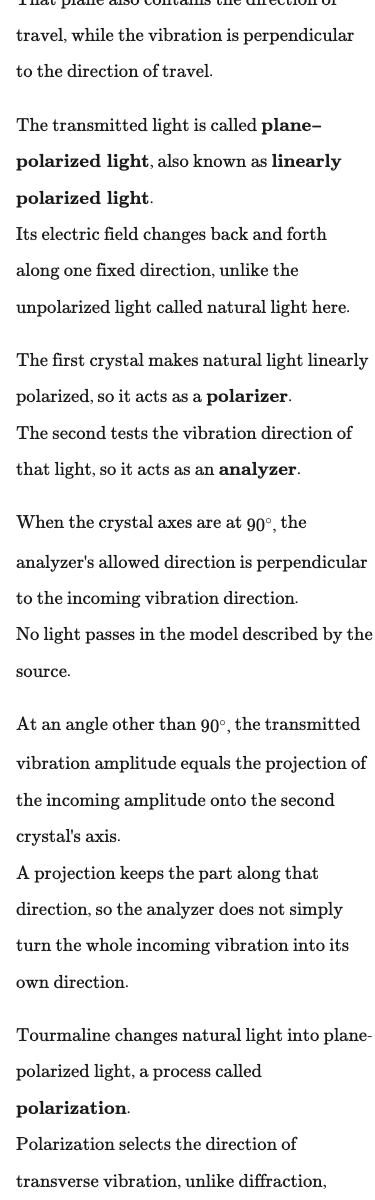 That plane also contains the direction of
travel, while the vibration is perpendicular
to the direction of travel.
The transmitted light is called plane–
polarized light, also known as linearly
polarized light.
Its electric field changes back and forth
along one fixed direction, unlike the
unpolarized light called natural light here.
The first crystal makes natural light linearly
polarized, so it acts as a polarizer.
The second tests the vibration direction of
that light, so it acts as an analyzer.
When the crystal axes are at 90°, the
analyzer's allowed direction is perpendicular
to the incoming vibration direction.
No light passes in the model described by the
source.
At an angle other than 90°, the transmitted
vibration amplitude equals the projection of
the incoming amplitude onto the second
crystal's axis.
A projection keeps the part along that
direction, so the analyzer does not simply
turn the whole incoming vibration into its
own direction.
Tourmaline changes natural light into plane-
polarized light, a process called
polarization.
Polarization selects the direction of
transverse vibration, unlike diffraction,